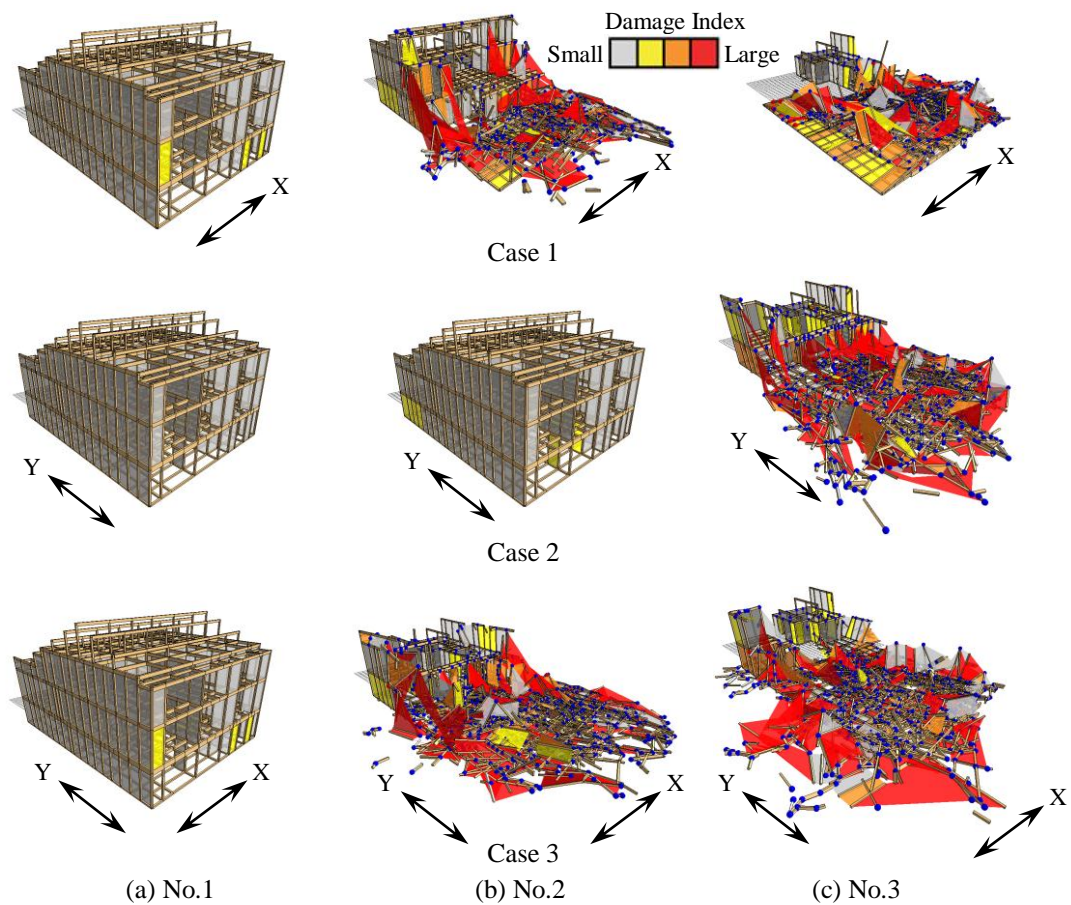 Damage Index
Small Large
X
X
X
Case 1
Y
Y
Y
Case 2
Y X
Y X
Y X
Case 3
(a) No.1 (b) No.2 (c) No.3